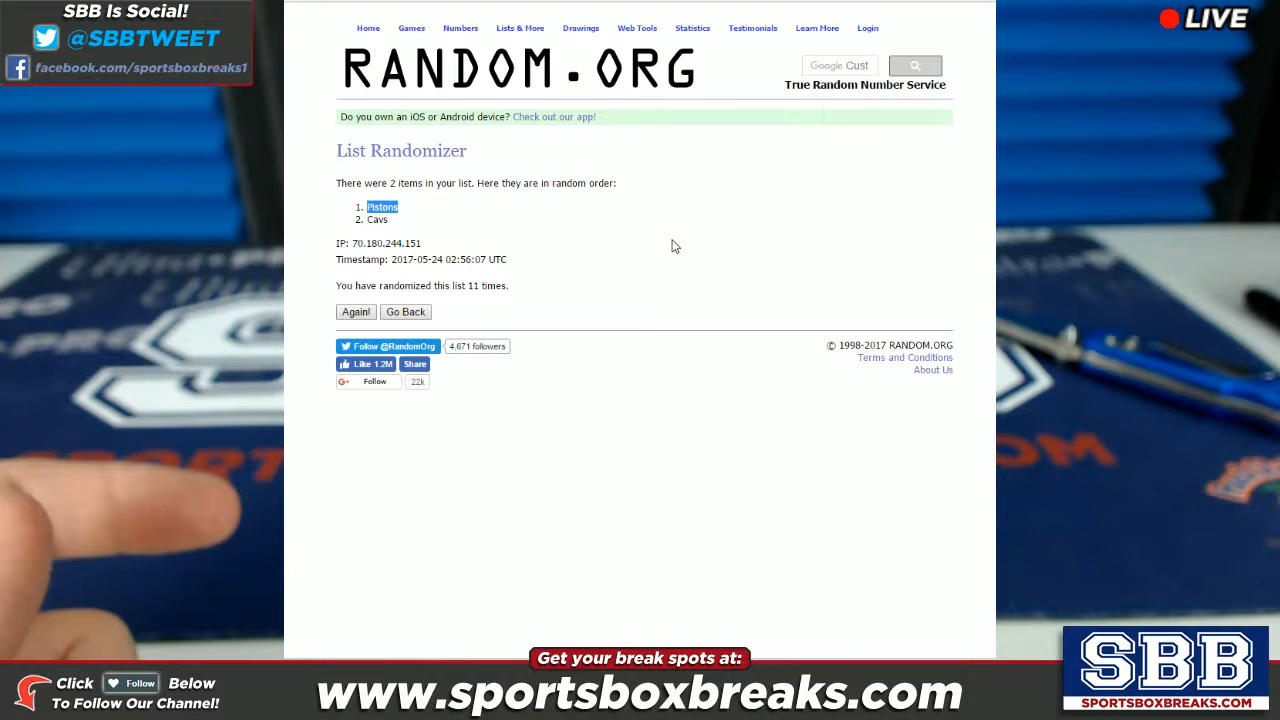 SBB Is Social!
@SBBTWEET
facebook.com/sportsboxbreaks1
LIVE
Home Games Numbers Lists & More Drawings Web Tools Statistics Testimonials Learn More Login
RANDOM.ORG
Google Cust
True Random Number Service
Do you own an iOS or Android device? Check out our app!
List Randomizer
There were 2 items in your list. Here they are in random order:
1. Pistons
2. Cavs
IP: 70.180.244.151
Timestamp: 2017-05-24 02:56:07 UTC
You have randomized this list 11 times.
Again! Go Back
Follow @RandomOrg 4,671 followers
Like 1.2M Share
G+ Follow 22k
© 1998-2017 RANDOM.ORG
Terms and Conditions
About Us
Get your break spots at:
www.sportsboxbreaks.com
Click Follow Below
To Follow Our Channel!
SBB
SPORTSBOXBREAKS.COM